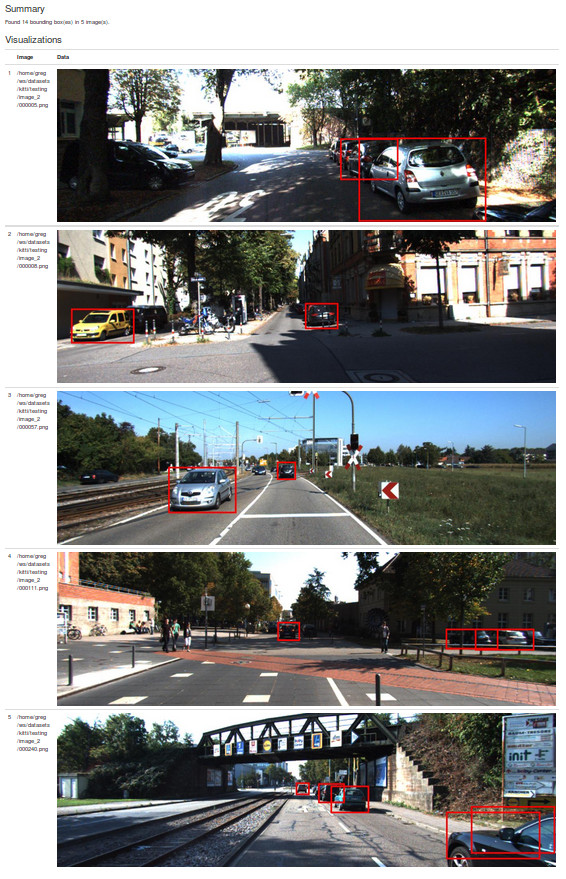 Summary
Found 14 bounding box(es) in 5 image(s).
Visualizations
Image Data
1 /home/greg
/ws/datasets
/kitti/testing
/image_2
/000005.png
2 /home/greg
/ws/datasets
/kitti/testing
/image_2
/000008.png
3 /home/greg
/ws/datasets
/kitti/testing
/image_2
/000057.png
4 /home/greg
/ws/datasets
/kitti/testing
/image_2
/000111.png
5 /home/greg
/ws/datasets
/kitti/testing
/image_2
/000240.png
init